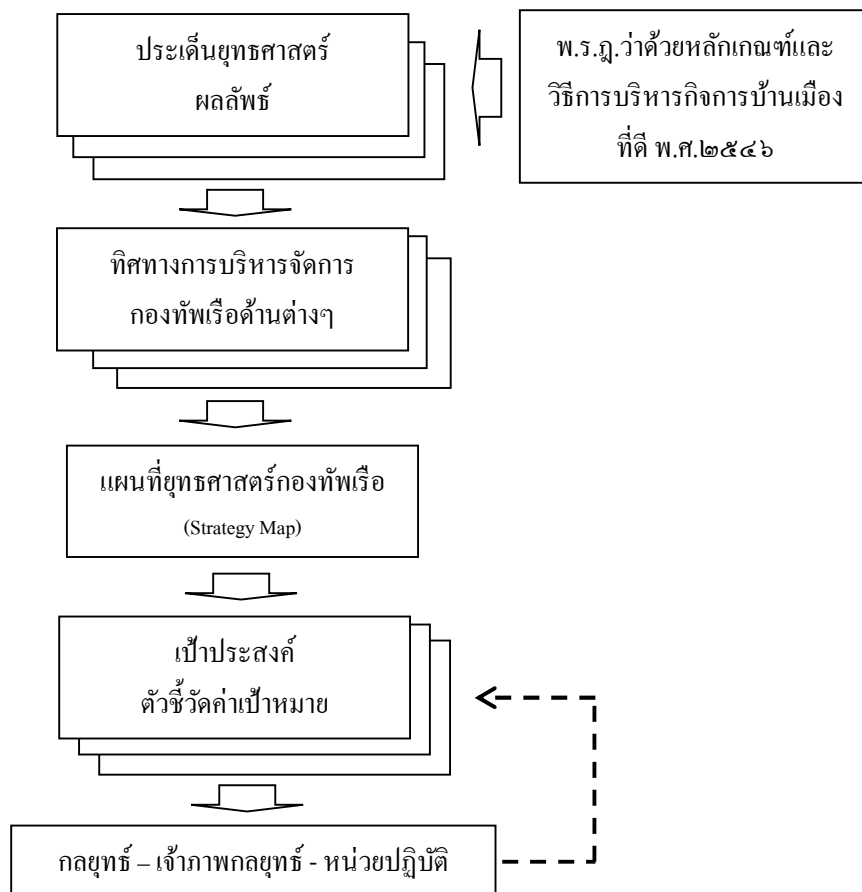 ประเด็นยุทธศาสตร์
ผลลัพธ์
พ.ร.ฎ.ว่าด้วยหลักเกณฑ์และ
วิธีการบริหารกิจการบ้านเมือง
ที่ดี พ.ศ.๒๕๔๖
ทิศทางการบริหารจัดการ
กองทัพเรือด้านต่างๆ
แผนที่ยุทธศาสตร์กองทัพเรือ
(Strategy Map)
เป้าประสงค์
ตัวชี้วัดค่าเป้าหมาย
กลยุทธ์ – เจ้าภาพกลยุทธ์ - หน่วยปฏิบัติ